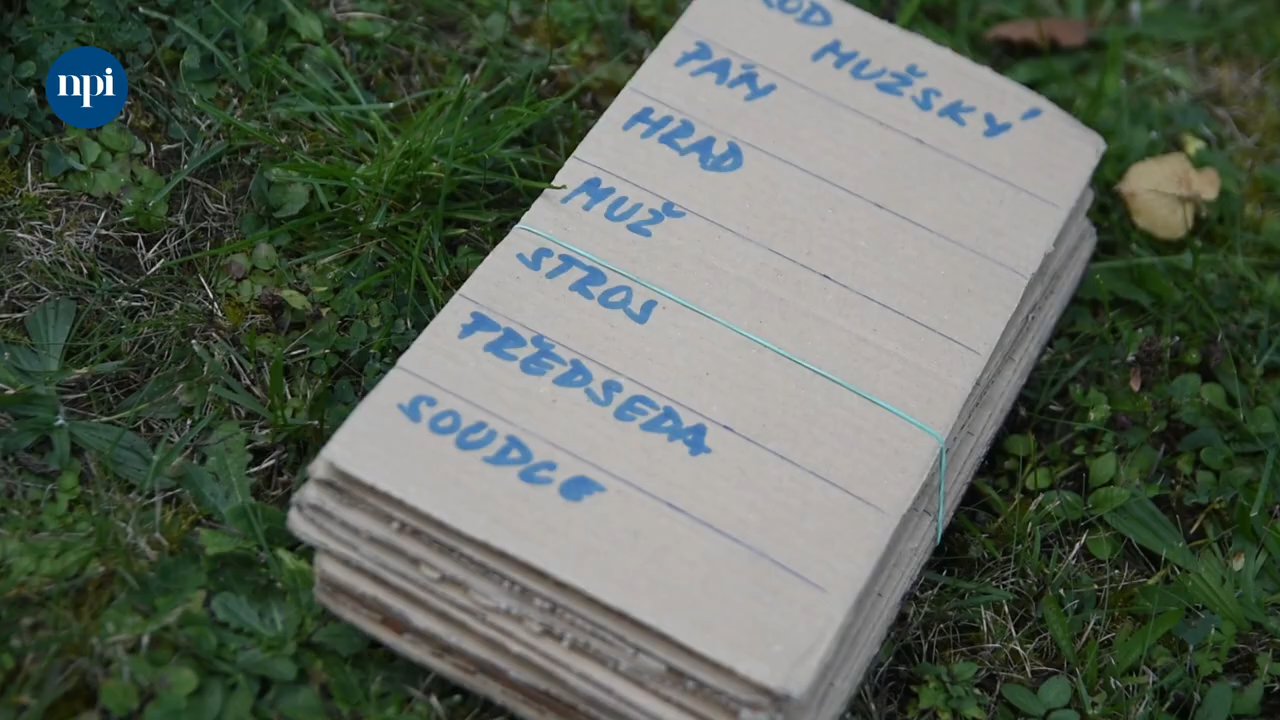 npi
ROD
MUŽSKÝ
PÁN
HRAD
MUŽ
STROJ
PŘEDSEDA
SOUDCE